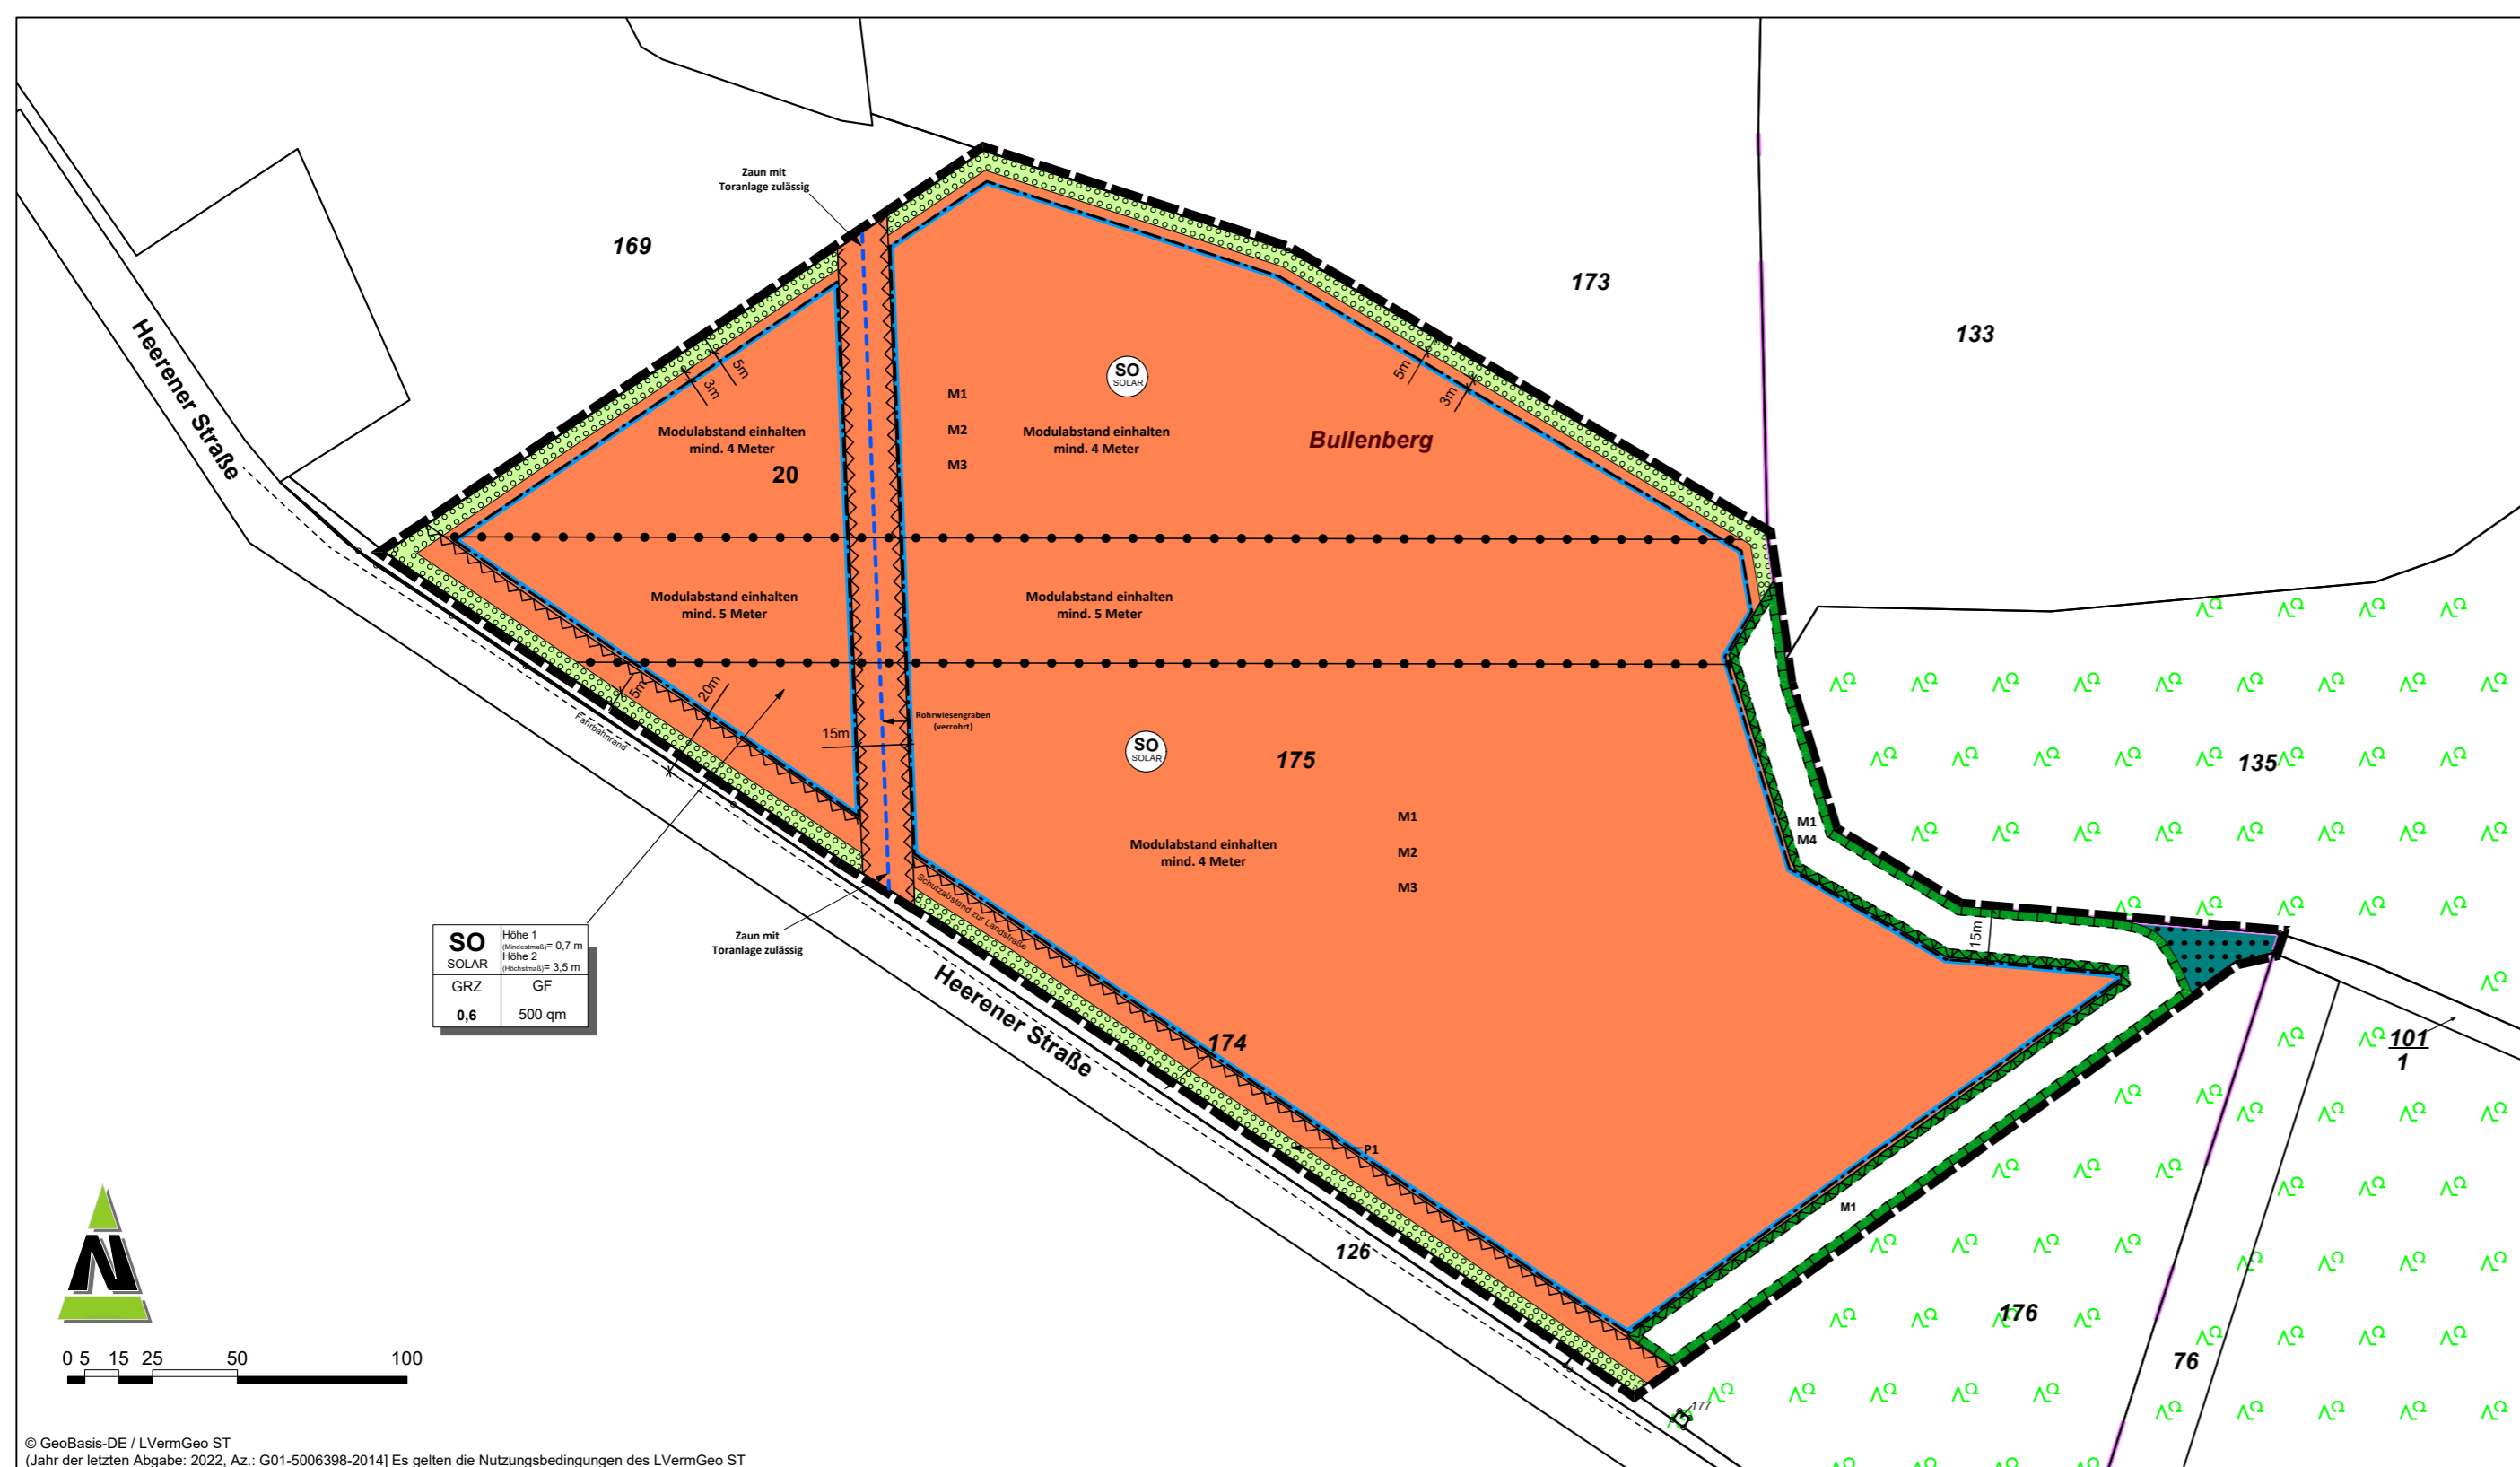 Zaun mit
Toranlage zulässig
169
173
133
Heerener Straße
5m
3m
5m
3m
SO
SOLAR
M1
M2
M3
Modulabstand einhalten
mind. 4 Meter
20
Modulabstand einhalten
mind. 4 Meter
Bullenberg
Modulabstand einhalten
mind. 5 Meter
Modulabstand einhalten
mind. 5 Meter
5m
20m
Fahrbahnrand
15m
Rohrwiesengraben
(verrohrt)
SO
SOLAR
175
135
M1
M4
M1
M2
M3
Modulabstand einhalten
mind. 4 Meter
Schutzabstand zur Landstraße
Zaun mit
Toranlage zulässig
15m
SO
SOLAR
Höhe 1
(Mindestmaß)= 0,7 m
Höhe 2
(Höchstmaß)= 3,5 m
GRZ
GF
0,6
500 qm
Heerener Straße
174
101
1
P1
M1
126
176
76
177
0 5 15 25 50 100
© GeoBasis-DE / LVermGeo ST
(Jahr der letzten Abgabe: 2022, Az.: G01-5006398-2014] Es gelten die Nutzungsbedingungen des LVermGeo ST